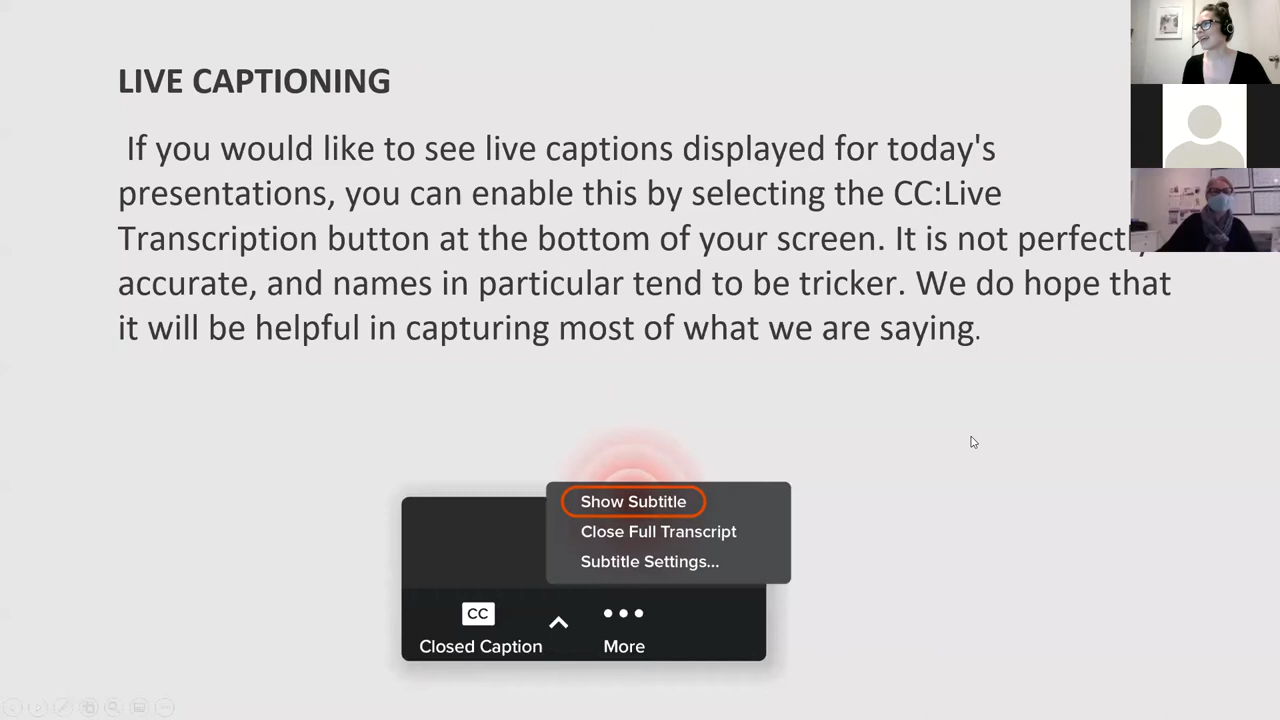 LIVE CAPTIONING
If you would like to see live captions displayed for today's
presentations, you can enable this by selecting the CC:Live
Transcription button at the bottom of your screen. It is not
accurate, and names in particular tend to be tricker. We do hope that
it will be helpful in capturing most of what we are saying.
Show Subtitle
Close Full Transcript
Subtitle Settings...
CC
Closed Caption
More